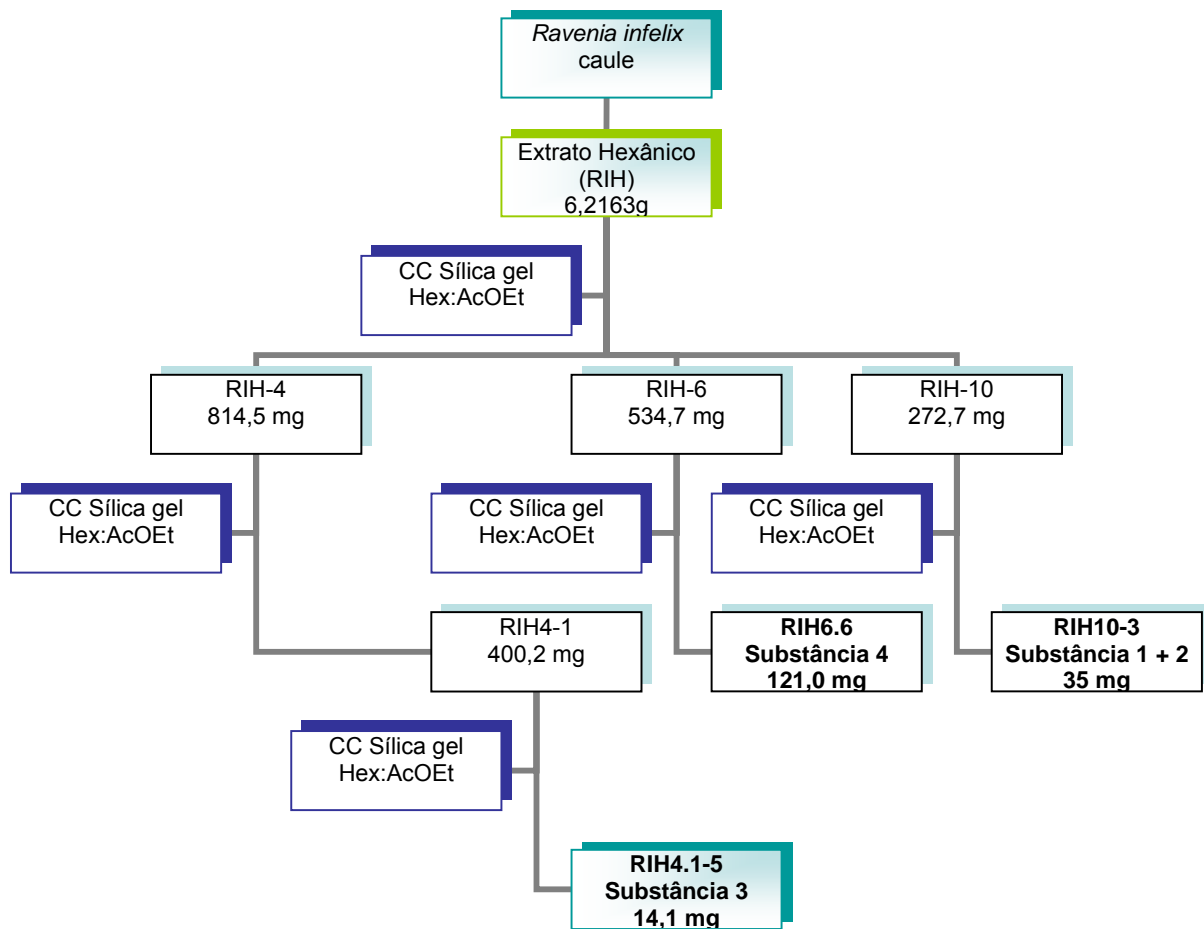 Ravenia infelix
caule
Extrato Hexânico
(RIH)
6,2163g
CC Sílica gel
Hex:AcOEt
RIH-4
814,5 mg
RIH-6
534,7 mg
RIH-10
272,7 mg
CC Sílica gel
Hex:AcOEt
CC Sílica gel
Hex:AcOEt
CC Sílica gel
Hex:AcOEt
RIH4-1
400,2 mg
RIH6.6
Substância 4
121,0 mg
RIH10-3
Substância 1 + 2
35 mg
CC Sílica gel
Hex:AcOEt
RIH4.1-5
Substância 3
14,1 mg